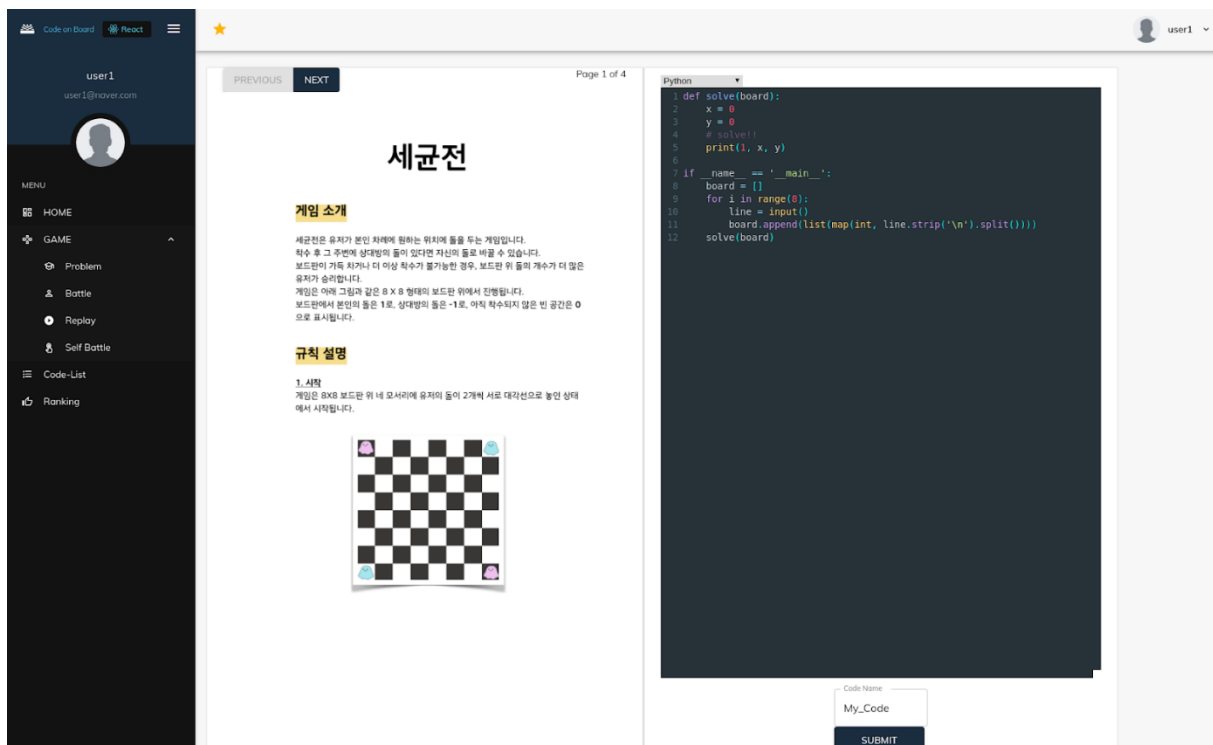 Code on Board
React
user1
user1@naver.com
MENU
HOME
GAME
Problem
Battle
Replay
Self Battle
Code-List
Ranking
user1
PREVIOUS
NEXT
Page 1 of 4
세균전
게임 소개
세균전은 유저가 본인 차례에 원하는 위치에 돌을 두는 게임입니다.
착수 후 그 주변에 상대방의 돌이 있다면 자신의 돌로 바꿀 수 있습니다.
보드판이 가득 차거나 더 이상 착수가 불가능한 경우, 보드판 위 돌의 개수가 더 많은
유저가 승리합니다.
게임은 아래 그림과 같은 8 X 8 형태의 보드판 위에서 진행됩니다.
보드판에서 본인의 돌은 1로, 상대방의 돌은 -1로, 아직 착수되지 않은 빈 공간은 0
으로 표시됩니다.
규칙 설명
1. 시작
게임은 8X8 보드판 위 네 모서리에 유저의 돌이 2개씩 서로 대각선으로 놓인 상태
에서 시작됩니다.
Python
1 def solve(board):
2     x = 0
3     y = 0
4     # solve!!
5     print(1, x, y)
6
7 if __name__ == '__main__':
8     board = []
9     for i in range(8):
10         line = input()
11         board.append(list(map(int, line.strip('\n').split())))
12     solve(board)
Code Name
My_Code
SUBMIT